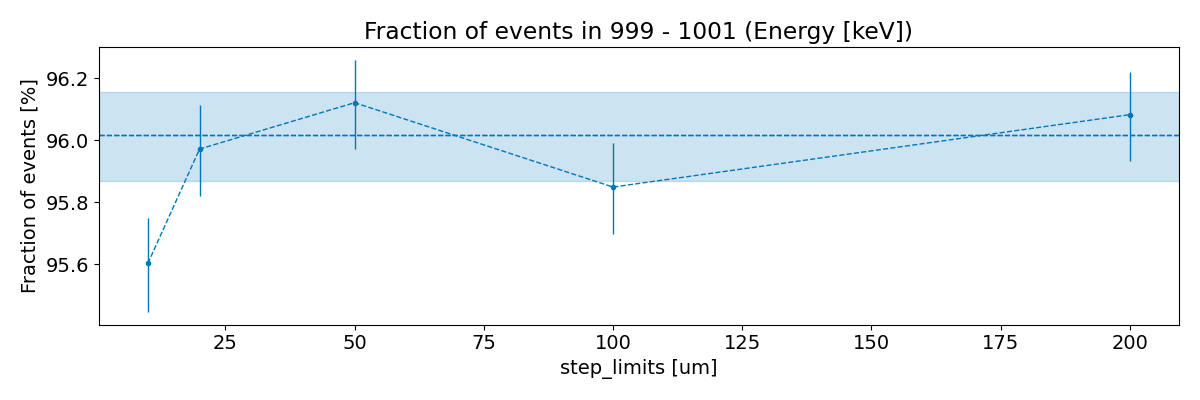 Fraction of events in 999 - 1001 (Energy [keV])
Fraction of events [%]
96.2
96.0
95.8
95.6
25 50 75 100 125 150 175 200
step_limits [um]